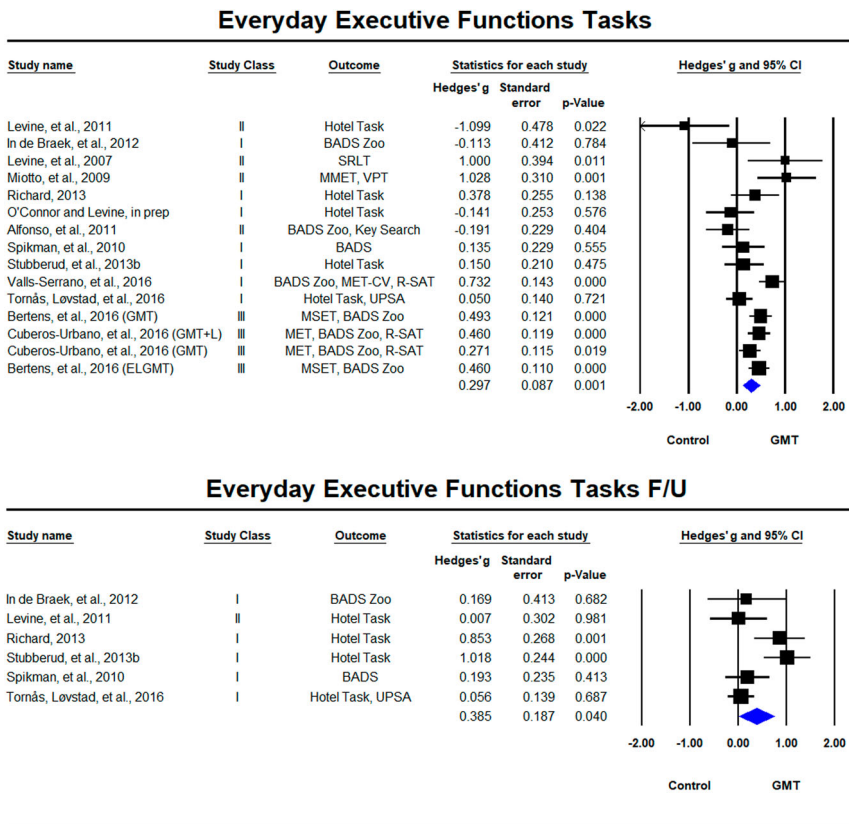 Everyday Executive Functions Tasks
Study name Study Class Outcome Statistics for each study Hedges' g and 95% CI
Hedges' g Standard error p-Value
Levine, et al., 2011 II Hotel Task -1.099 0.478 0.022
In de Braek, et al., 2012 I BADS Zoo -0.113 0.412 0.784
Levine, et al., 2007 II SRLT 1.000 0.394 0.011
Miotto, et al., 2009 II MMET, VPT 1.028 0.310 0.001
Richard, 2013 I Hotel Task 0.378 0.255 0.138
O'Connor and Levine, in prep I Hotel Task -0.141 0.253 0.576
Alfonso, et al., 2011 II BADS Zoo, Key Search -0.191 0.229 0.404
Spikman, et al., 2010 I BADS 0.135 0.229 0.555
Stubberud, et al., 2013b I Hotel Task 0.150 0.210 0.475
Valls-Serrano, et al., 2016 I BADS Zoo, MET-CV, R-SAT 0.732 0.143 0.000
Tornås, Løvstad, et al., 2016 I Hotel Task, UPSA 0.050 0.140 0.721
Bertens, et al., 2016 (GMT) III MSET, BADS Zoo 0.493 0.121 0.000
Cuberos-Urbano, et al., 2016 (GMT+L) III MET, BADS Zoo, R-SAT 0.460 0.119 0.000
Cuberos-Urbano, et al., 2016 (GMT) III MET, BADS Zoo, R-SAT 0.271 0.115 0.019
Bertens, et al., 2016 (ELGMT) III MSET, BADS Zoo 0.460 0.110 0.000
0.297 0.087 0.001
-2.00 -1.00 0.00 1.00 2.00
Control GMT
Everyday Executive Functions Tasks F/U
Study name Study Class Outcome Statistics for each study Hedges' g and 95% CI
Hedges' g Standard error p-Value
In de Braek, et al., 2012 I BADS Zoo 0.169 0.413 0.682
Levine, et al., 2011 II Hotel Task 0.007 0.302 0.981
Richard, 2013 I Hotel Task 0.853 0.268 0.001
Stubberud, et al., 2013b I Hotel Task 1.018 0.244 0.000
Spikman, et al., 2010 I BADS 0.193 0.235 0.413
Tornås, Løvstad, et al., 2016 I Hotel Task, UPSA 0.056 0.139 0.687
0.385 0.187 0.040
-2.00 -1.00 0.00 1.00 2.00
Control GMT